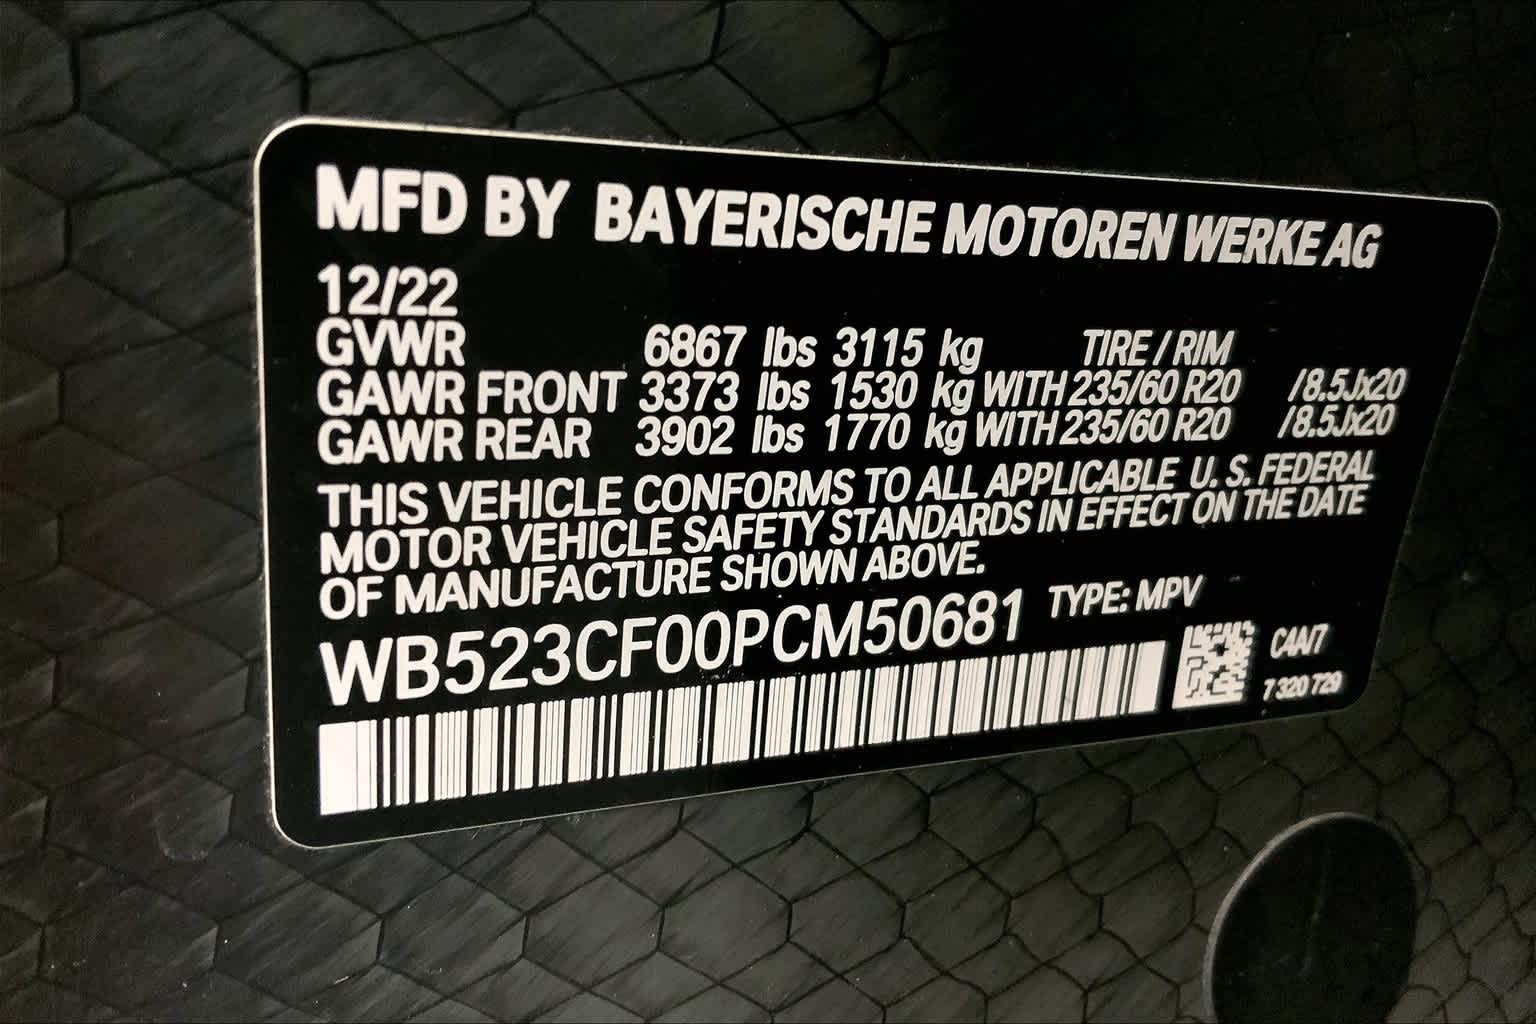 MFD BY BAYERISCHE MOTOREN WERKE AG
12/22
GVWR 6867 lbs 3115 kg TIRE / RIM
GAWR FRONT 3373 lbs 1530 kg WITH 235/60 R20 /8.5Jx20
GAWR REAR 3902 lbs 1770 kg WITH 235/60 R20 /8.5Jx20
THIS VEHICLE CONFORMS TO ALL APPLICABLE U. S. FEDERAL
MOTOR VEHICLE SAFETY STANDARDS IN EFFECT ON THE DATE
OF MANUFACTURE SHOWN ABOVE.
WB523CF00PCM50681 TYPE: MPV
7 320 729